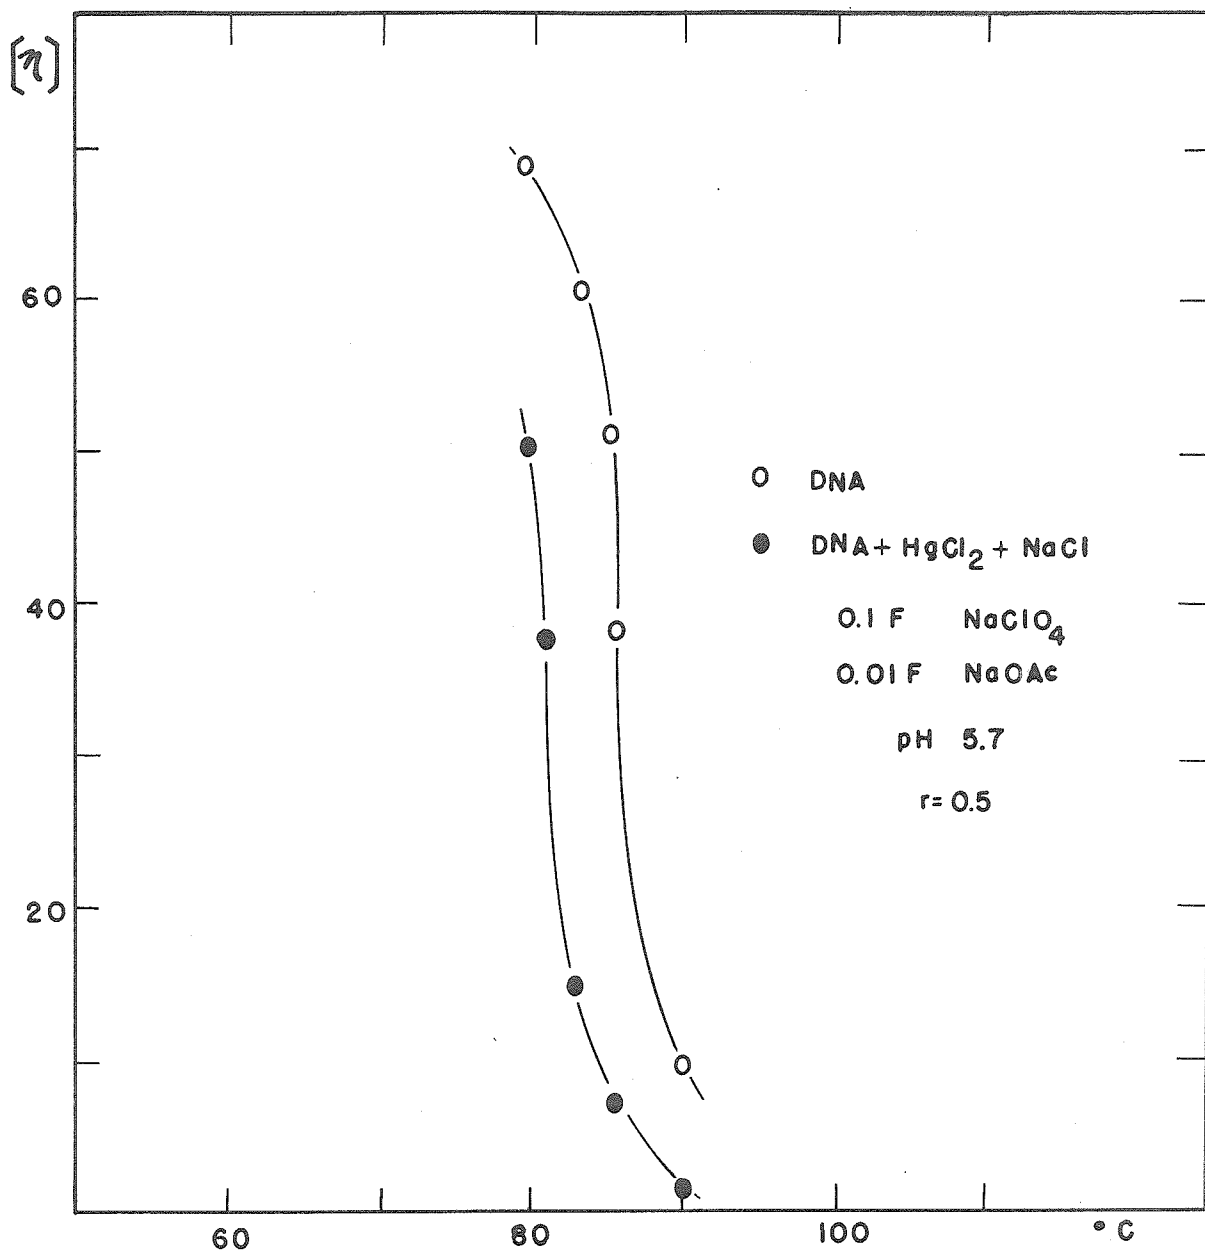 [η]
60
40
20
O DNA
● DNA + HgCl₂ + NaCl
0.1 F NaClO₄
0.01 F NaOAc
pH 5.7
r = 0.5
60 80 100 °C